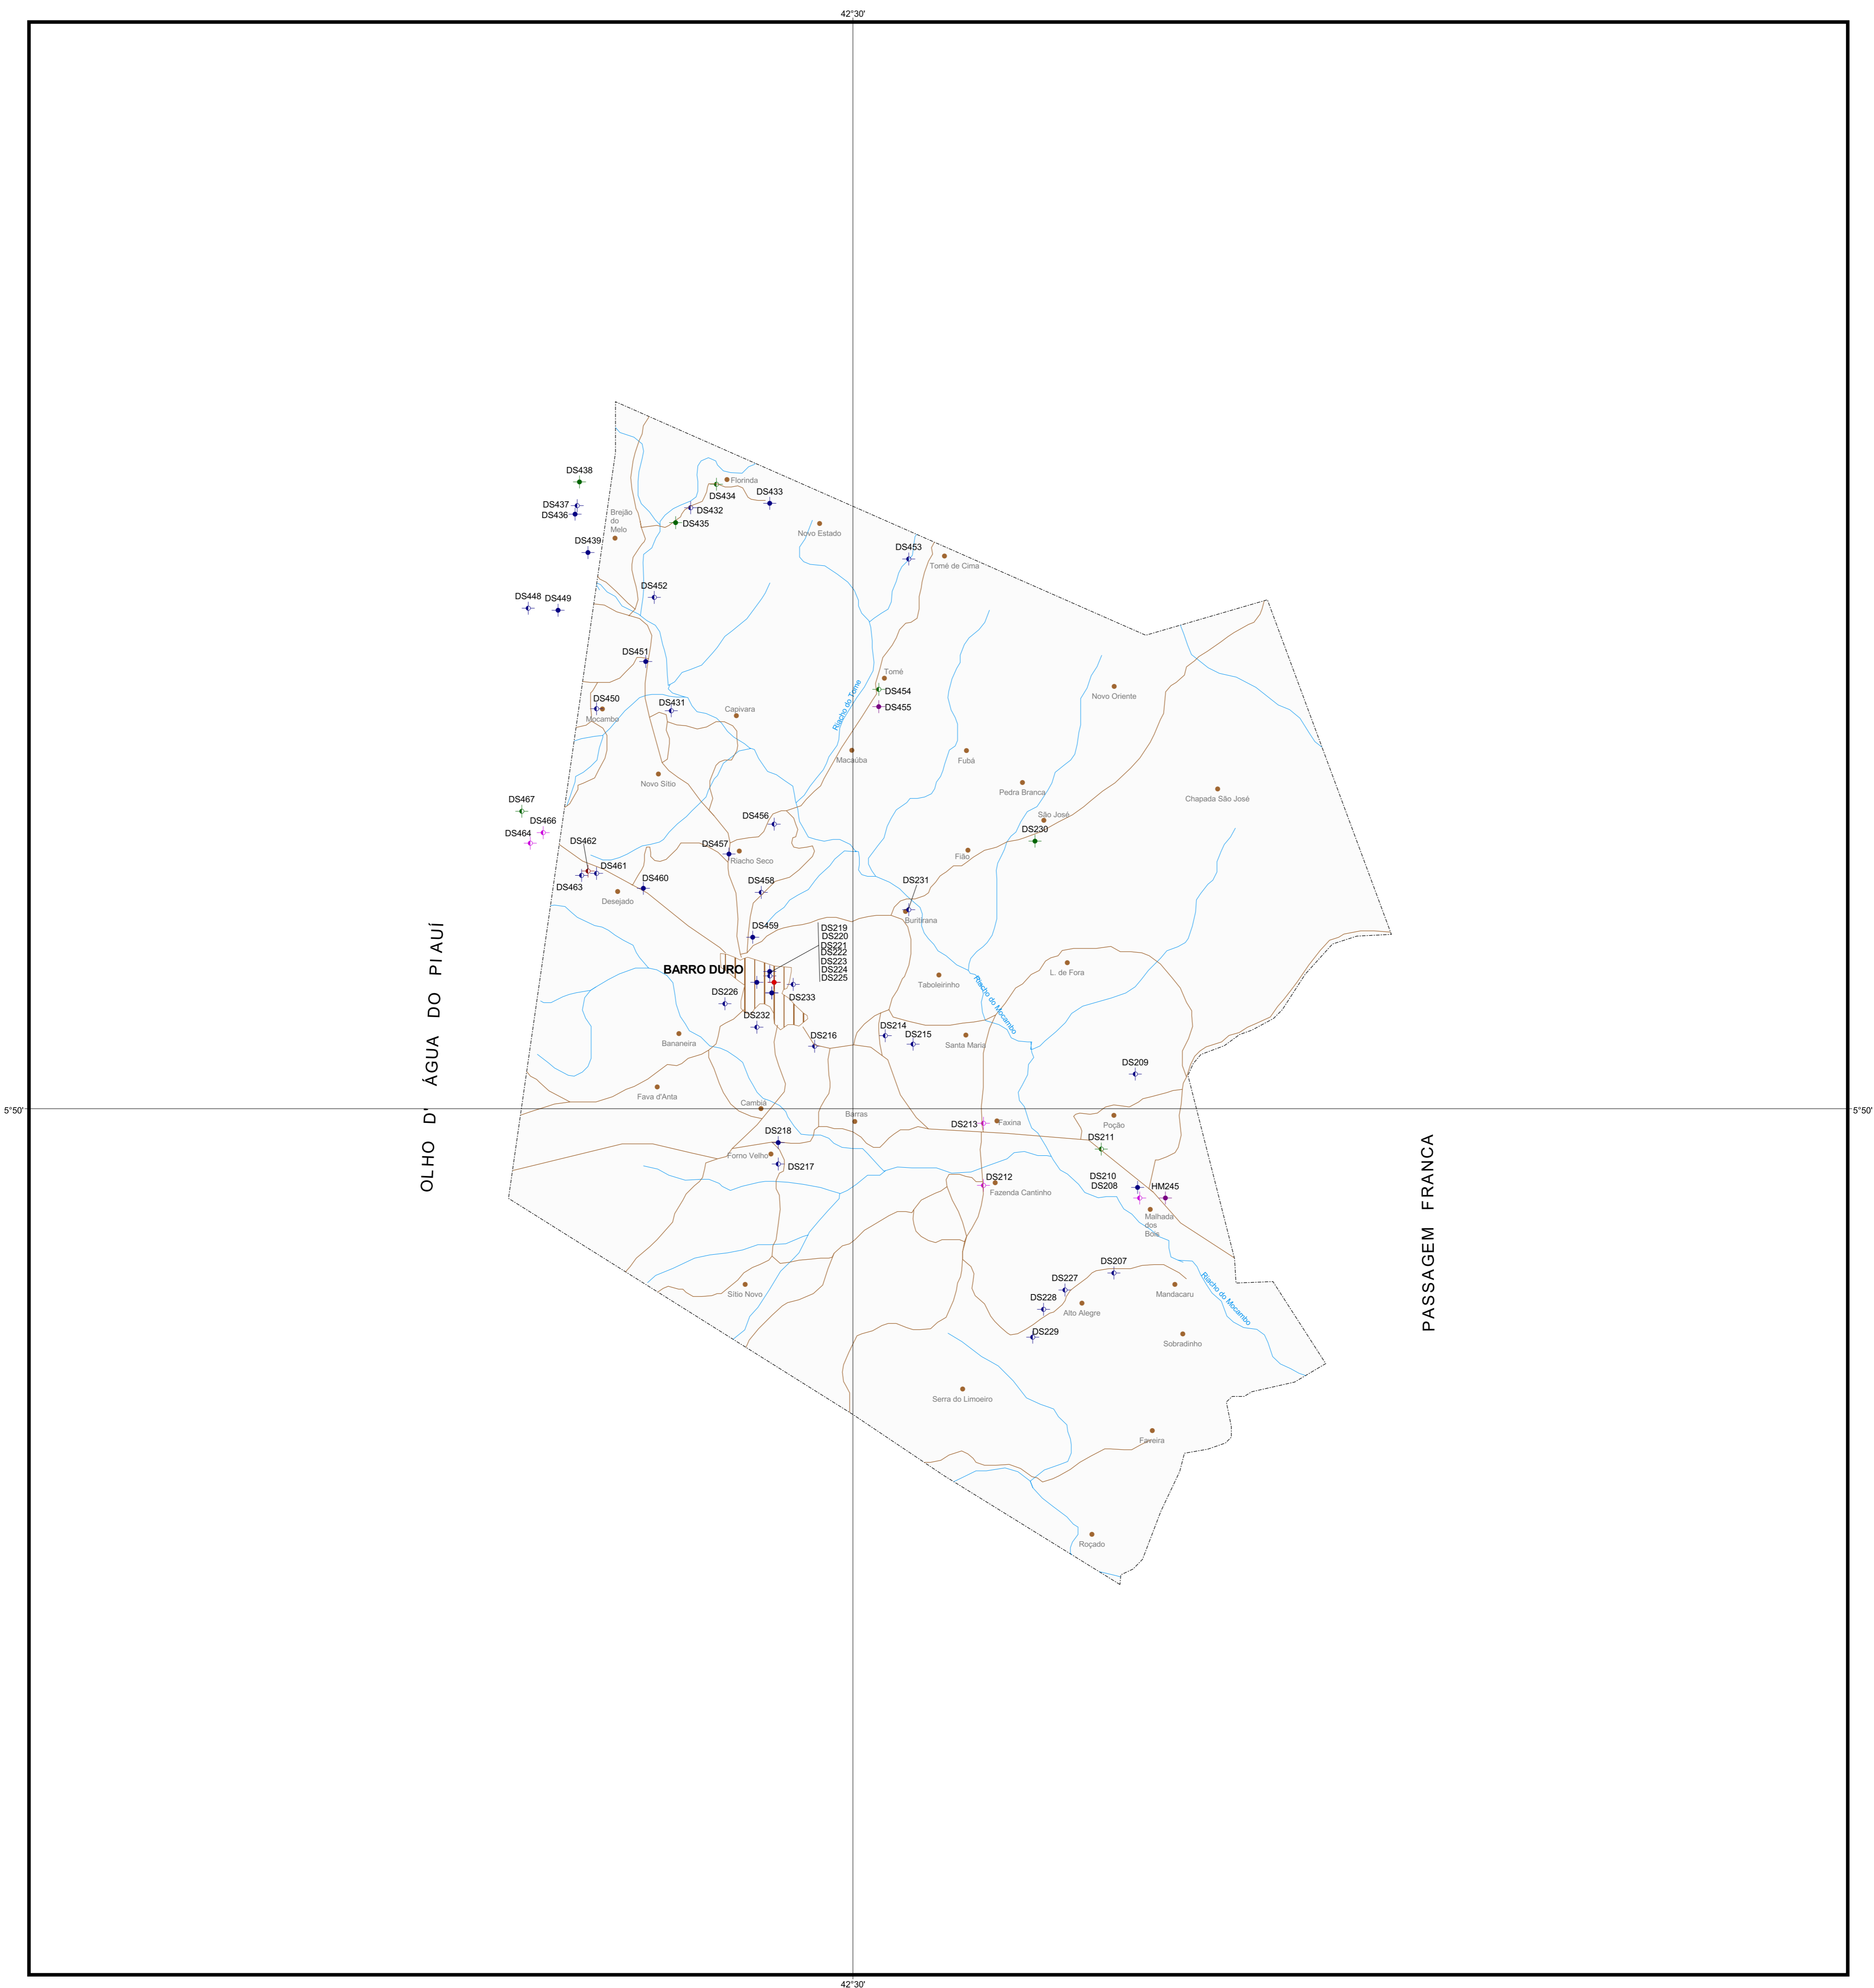 42°30'
DS438
Florinda
DS434
DS433
DS437
DS436
DS432
Brejão
do
Melo
DS435
Novo Estado
DS439
DS453
Tomé de Cima
DS452
DS448
DS449
DS451
Tomé
DS454
Novo Oriente
DS450
DS431
DS455
Mocambo
Capivara
Riacho do Tome
Macaúba
Fubá
Novo Sítio
Pedra Branca
Chapada São José
DS467
DS466
DS456
São José
DS464
DS462
DS230
DS457
Riacho Seco
Fião
DS461
DS463
DS460
DS458
DS231
Desejado
Buritirana
DS459
DS219
DS220
DS221
DS222
DS223
DS224
DS225
BARRO DURO
L. de Fora
Taboleirinho
Riacho do Mocambo
DS226
DS233
DS232
DS216
DS214
DS215
Santa Maria
Bananeira
OLHO D' ÁGUA DO PIAUÍ
DS209
Fava d'Anta
Cambiá
5°50'
5°50'
Barras
DS213
Faxina
Poção
DS218
DS211
Forno Velho
DS217
DS212
Fazenda Cantinho
DS210
DS208
HM245
Malhada
dos
Bois
PASSAGEM FRANCA
DS207
DS227
Sitio Novo
Mandacaru
Riacho do Mocambo
DS228
Alto Alegre
DS229
Sobradinho
Serra do Limoeiro
Faveira
Roçado
42°30'